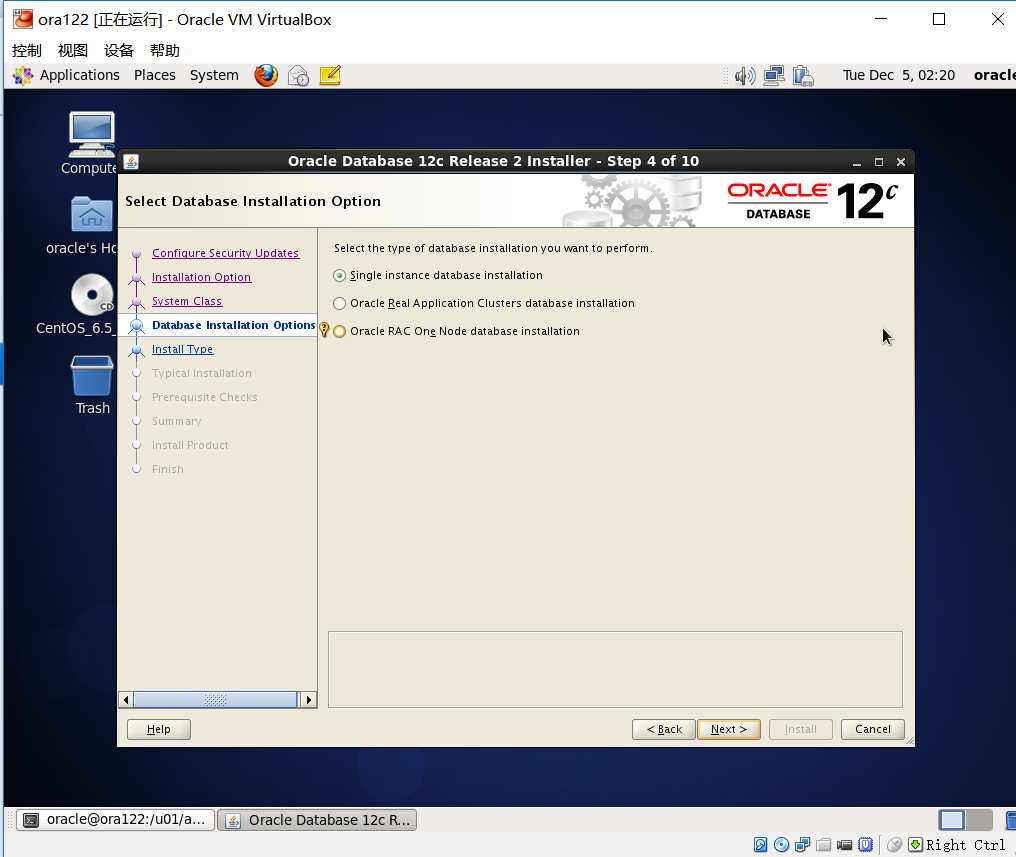 ora122 [正在运行] - Oracle VM VirtualBox
控制 视图 设备 帮助
Applications Places System Tue Dec 5, 02:20 oracle
Compute
oracle's Ho
CD
CentOS_6.5_
Trash
Oracle Database 12c Release 2 Installer - Step 4 of 10
Select Database Installation Option
ORACLE®
DATABASE
12c
Configure Security Updates
Installation Option
System Class
Database Installation Options
Install Type
Typical Installation
Prerequisite Checks
Summary
Install Product
Finish
Select the type of database installation you want to perform.
Single instance database installation
Oracle Real Application Clusters database installation
Oracle RAC One Node database installation
Help < Back Next > Install Cancel
oracle@ora122:/u01/a... Oracle Database 12c R...
Right Ctrl